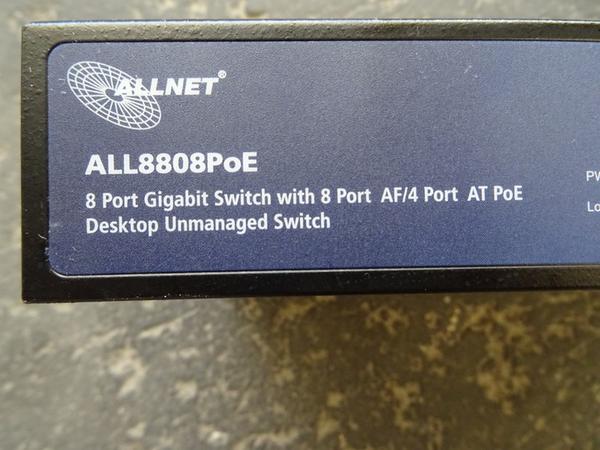 ALLNET®
ALL8808PoE
8 Port Gigabit Switch with 8 Port AF/4 Port AT PoE
Desktop Unmanaged Switch